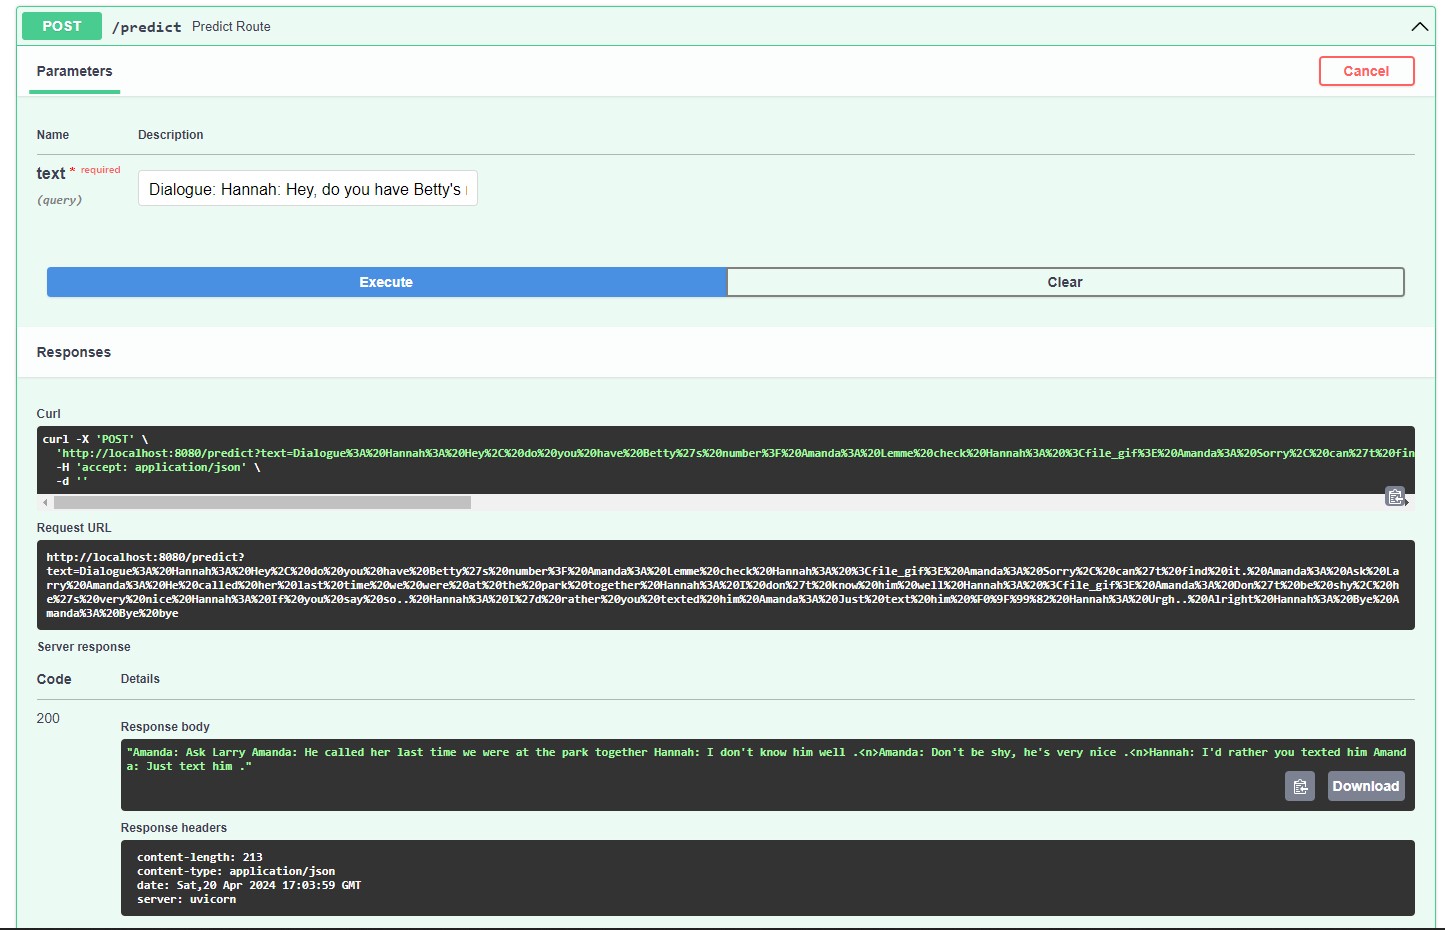 POST /predict Predict Route
Parameters
Cancel
Name Description
text * required
(query)
Dialogue: Hannah: Hey, do you have Betty's
Execute
Clear
Responses
Curl
curl -X 'POST' \
'http://localhost:8080/predict?text=Dialogue%3A%20Hannah%3A%20Hey%2C%20do%20you%20have%20Betty%27s%20number%3F%20Amanda%3A%20Lemme%20check%20Hannah%3A%20%3Cfile_gif%3E%20Amanda%3A%20Sorry%2C%20can%27t%20fin
-H 'accept: application/json' \
-d ''
Request URL
http://localhost:8080/predict?
text=Dialogue%3A%20Hannah%3A%20Hey%2C%20do%20you%20have%20Betty%27s%20number%3F%20Amanda%3A%20Lemme%20check%20Hannah%3A%20%3Cfile_gif%3E%20Amanda%3A%20Sorry%2C%20can%27t%20find%20it.%20Amanda%3A%20Ask%20La
rry%20Amanda%3A%20He%20called%20her%20last%20time%20we%20were%20at%20the%20park%20together%20Hannah%3A%20I%20don%27t%20know%20him%20well%20Hannah%3A%20%3Cfile_gif%3E%20Amanda%3A%20Don%27t%20be%20shy%2C%20h
e%27s%20very%20nice%20Hannah%3A%20If%20you%20say%20so..%20Hannah%3A%20I%27d%20rather%20you%20texted%20him%20Amanda%3A%20Just%20text%20him%20%F0%9F%99%82%20Hannah%3A%20Urgh..%20Alright%20Hannah%3A%20Bye%20A
manda%3A%20Bye%20bye
Server response
Code Details
200
Response body
"Amanda: Ask Larry Amanda: He called her last time we were at the park together Hannah: I don't know him well .<n>Amanda: Don't be shy, he's very nice .<n>Hannah: I'd rather you texted him Amand
a: Just text him ."
Download
Response headers
content-length: 213
content-type: application/json
date: Sat,20 Apr 2024 17:03:59 GMT
server: uvicorn